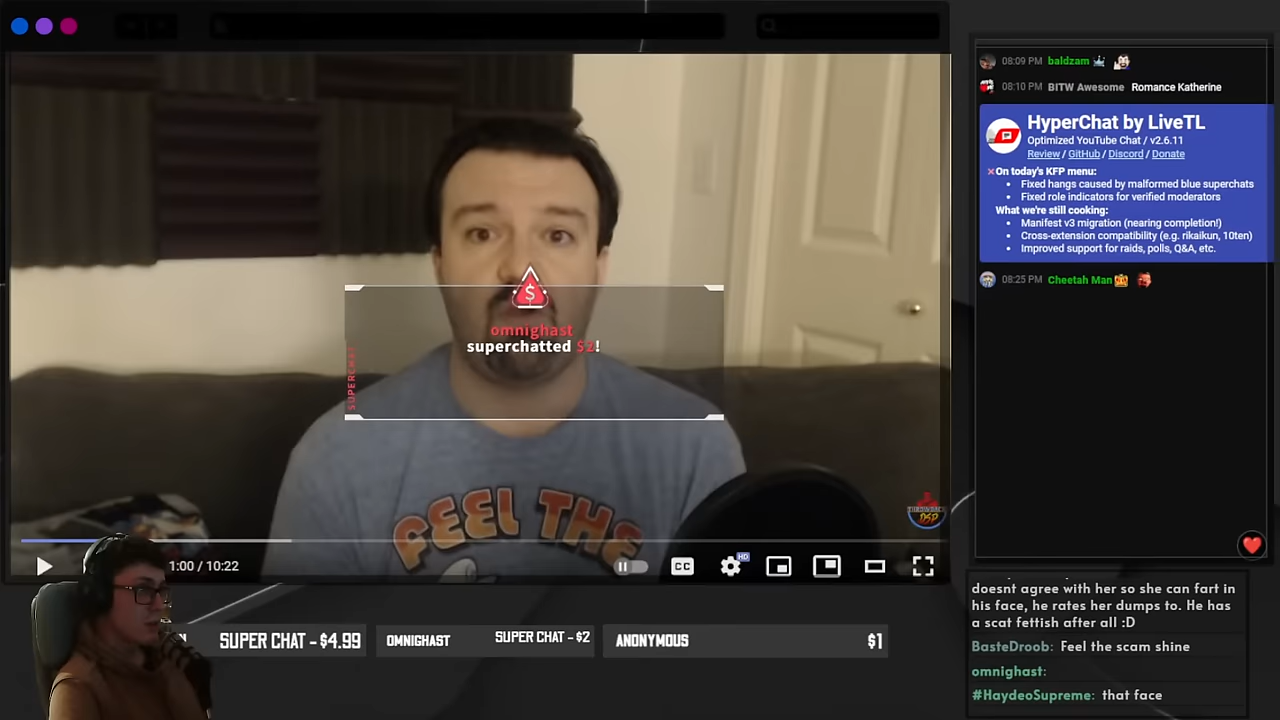 08:09 PM baldzam
08:10 PM BITW Awesome Romance Katherine
HyperChat by LiveTL
Optimized YouTube Chat / v2.6.11
Review / GitHub / Discord / Donate
×On today's KFP menu:
• Fixed hangs caused by malformed blue superchats
• Fixed role indicators for verified moderators
What we're still cooking:
• Manifest v3 migration (nearing completion!)
• Cross-extension compatibility (e.g. rikaikun, 10ten)
• Improved support for raids, polls, Q&A, etc.
08:25 PM Cheetah Man
$
omnighast
superchatted $2!
SUPERCHAT
FEEL THE
DSP
1:00 / 10:22
CC
HD
SUPER CHAT - $4.99
OMNIGHAST SUPER CHAT - $2
ANONYMOUS $1
doesnt agree with her so she can fart in
his face, he rates her dumps to. He has
a scat fettish after all :D
BasteDroob: Feel the scam shine
omnighast:
#HaydeoSupreme: that face